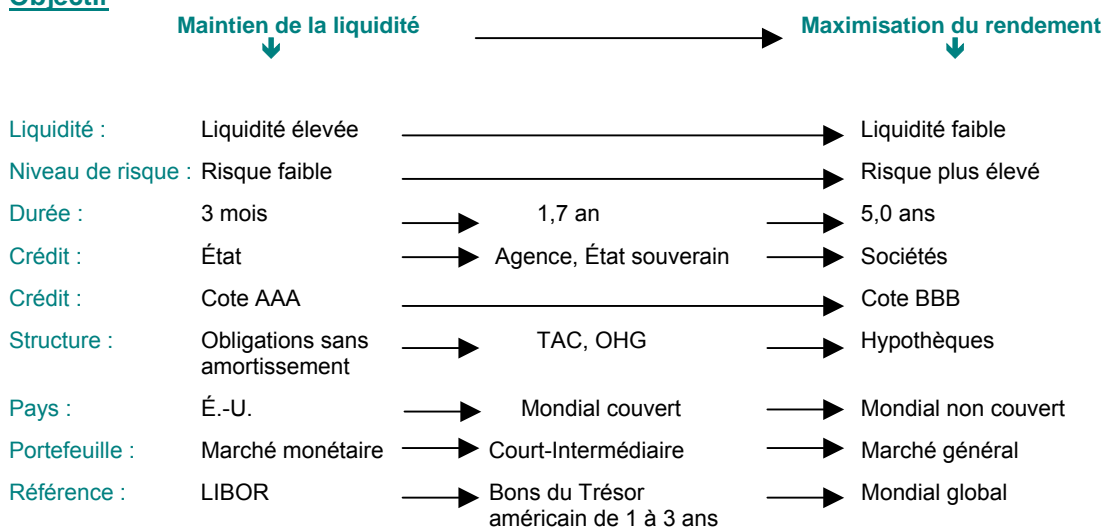 Objectif
Maintien de la liquidité Maximisation du rendement
Liquidité : Liquidité élevée Liquidité faible
Niveau de risque : Risque faible Risque plus élevé
Durée : 3 mois 1,7 an 5,0 ans
Crédit : État Agence, État souverain Sociétés
Crédit : Cote AAA Cote BBB
Structure : Obligations sans TAC, OHG Hypothèques
amortissement
Pays : É.-U. Mondial couvert Mondial non couvert
Portefeuille : Marché monétaire Court-Intermédiaire Marché général
Référence : LIBOR Bons du Trésor Mondial global
américain de 1 à 3 ans